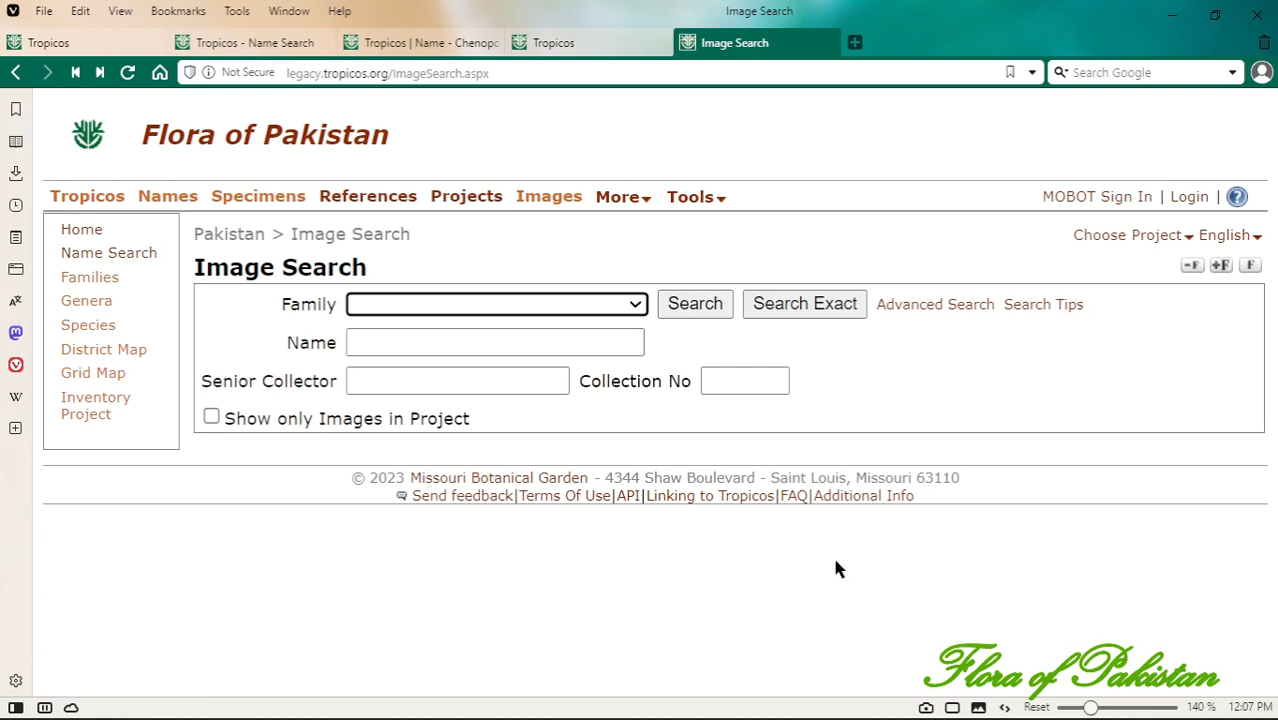 File Edit View Bookmarks Tools Window Help Image Search
Tropicos Tropicos - Name Search Tropicos | Name - Chenopo Tropicos Image Search
Not Secure legacy.tropicos.org/ImageSearch.aspx Search Google
Flora of Pakistan
Tropicos Names Specimens References Projects Images More Tools MOBOT Sign In | Login | ?
Home
Name Search
Families
Genera
Species
District Map
Grid Map
Inventory
Project
Pakistan > Image Search Choose Project English
Image Search -F +F F
Family Search Search Exact Advanced Search Search Tips
Name
Senior Collector Collection No
Show only Images in Project
© 2023 Missouri Botanical Garden - 4344 Shaw Boulevard - Saint Louis, Missouri 63110
Send feedback|Terms Of Use|API|Linking to Tropicos|FAQ|Additional Info
Flora of Pakistan
Reset 140 % 12:07 PM